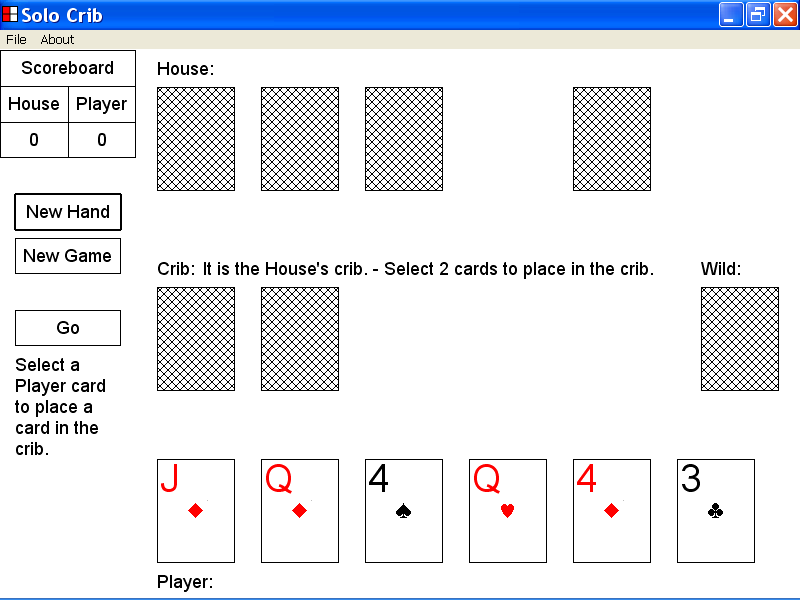 Solo Crib
File About
Scoreboard
House Player
0 0
New Hand
New Game
Go
Select a
Player card
to place a
card in the
crib.
House:
Crib: It is the House's crib. - Select 2 cards to place in the crib.
Wild:
J Q 4 Q 4 3
Player: